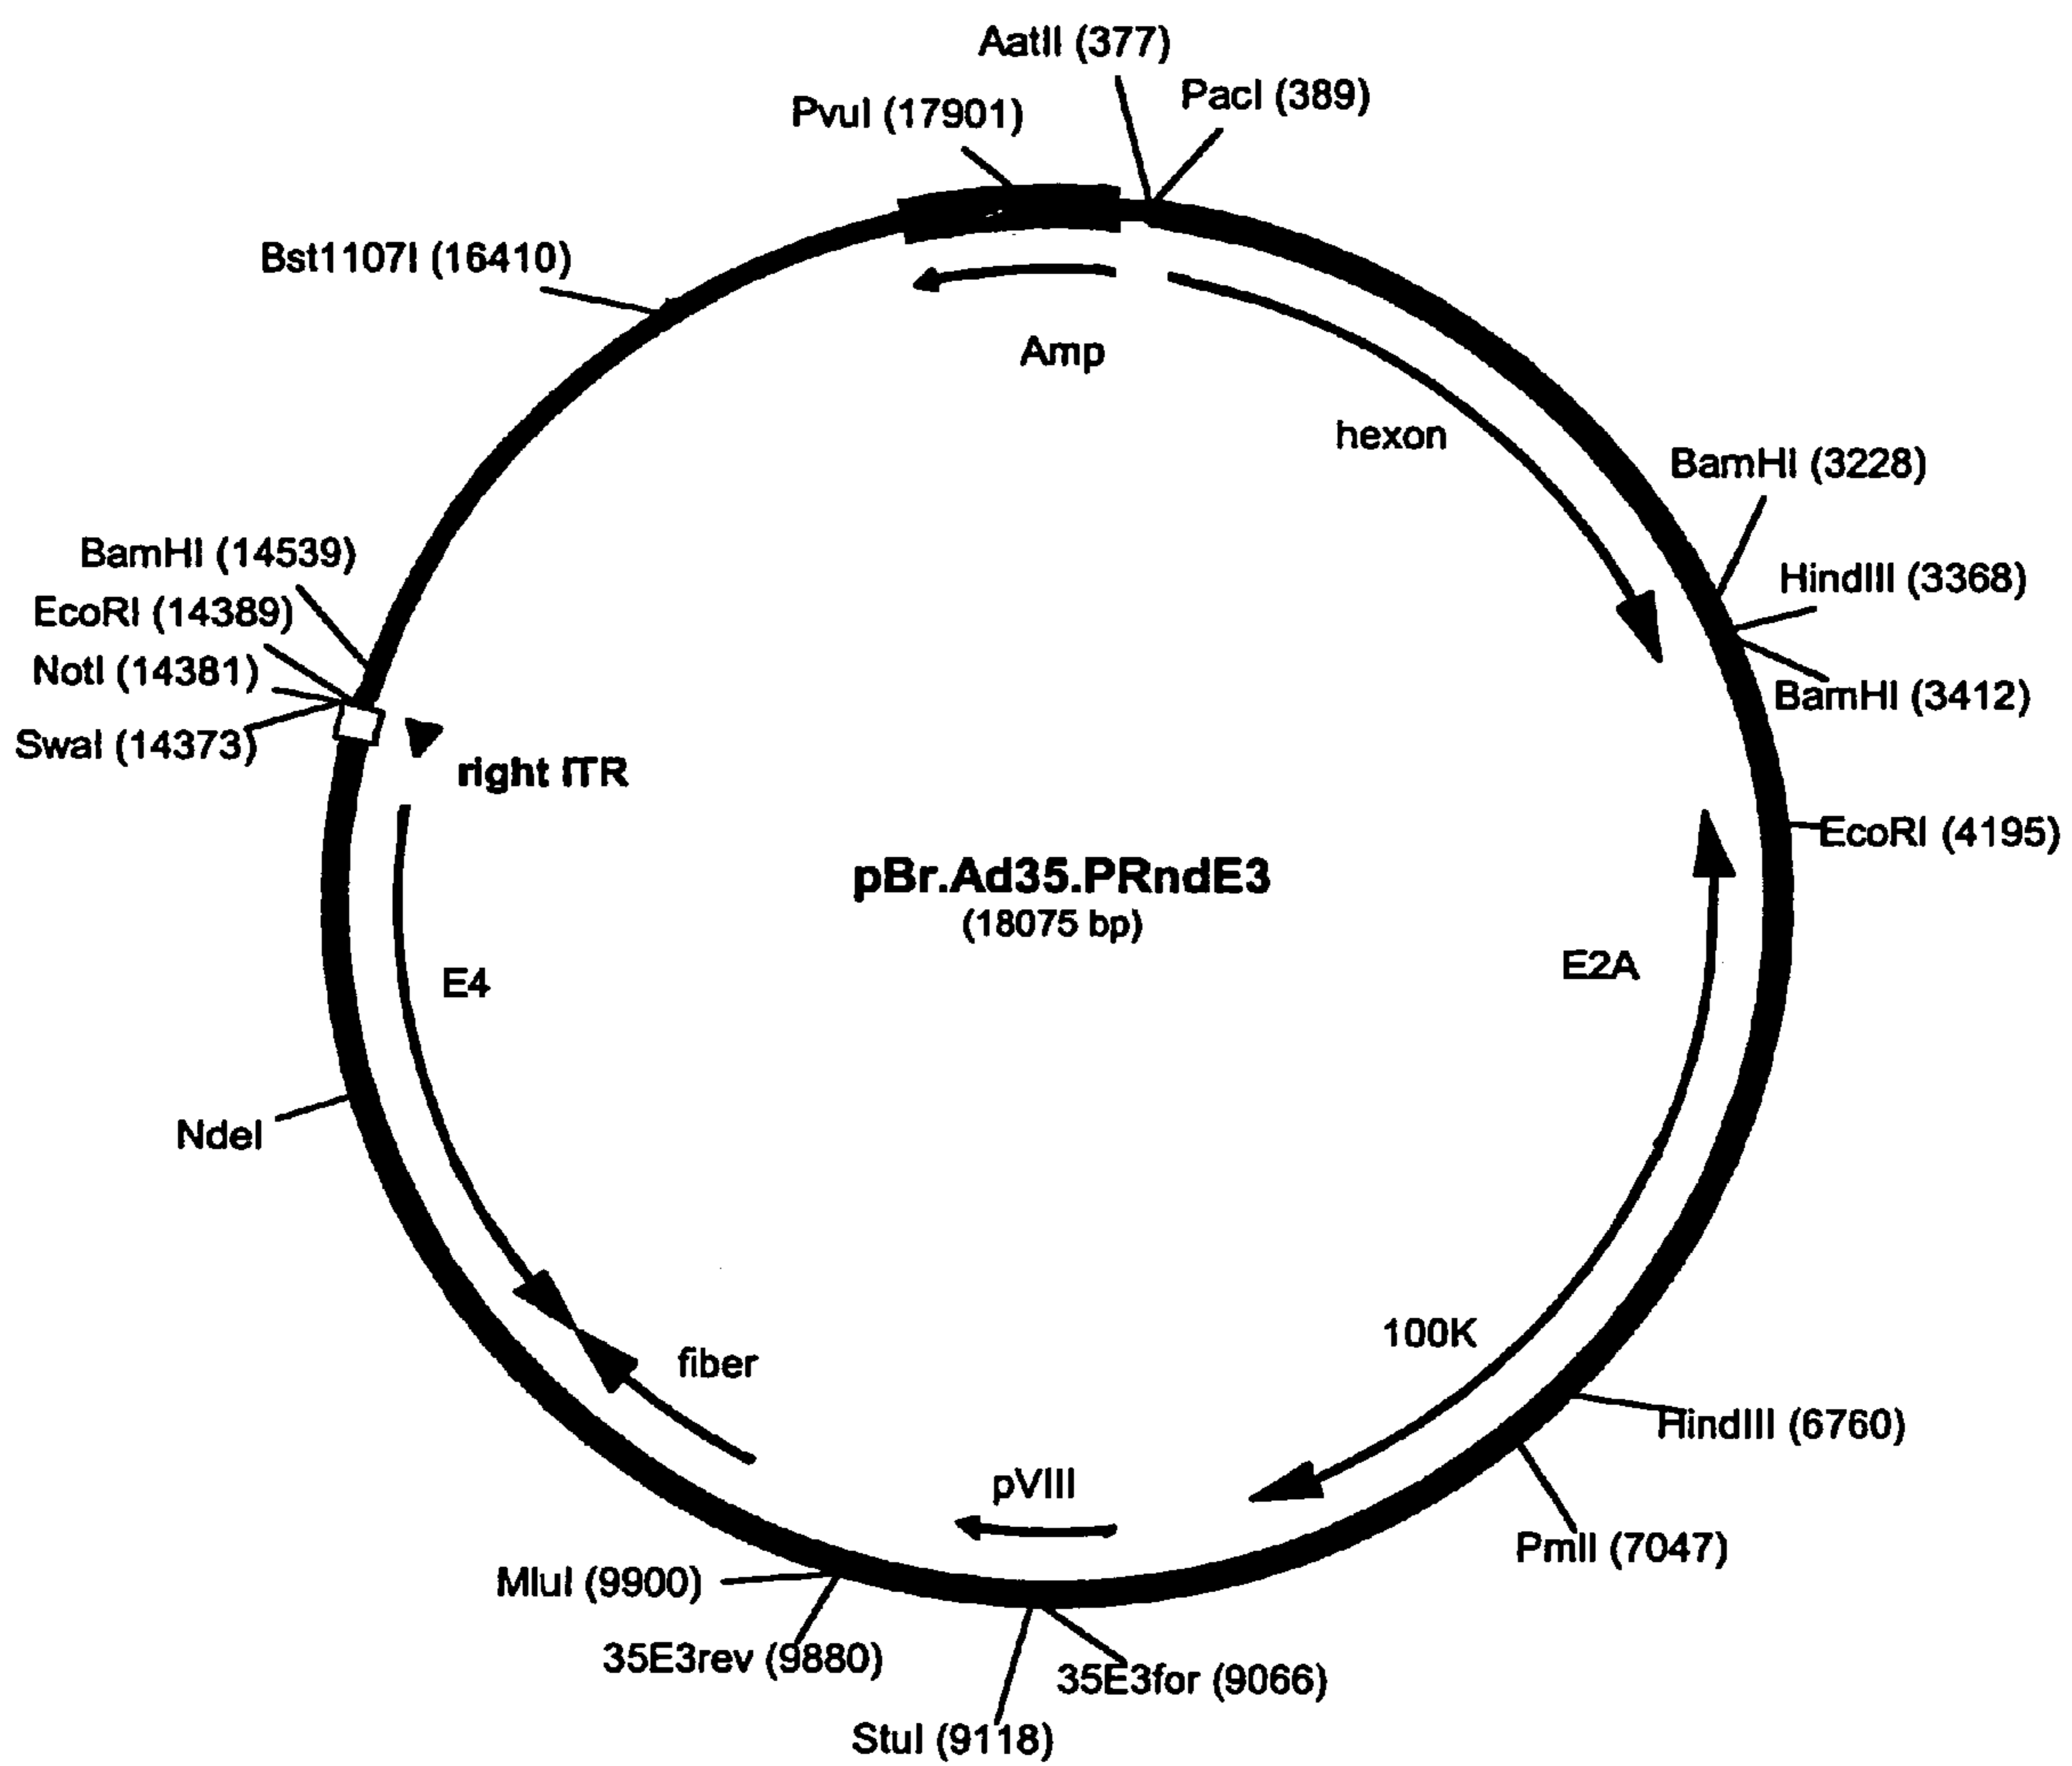 AatII (377)
PacI (389)
PvuI (17901)
Bst1107I (16410)
Amp
hexon
BamHI (3228)
BamHI (14539)
HindIII (3368)
EcoRI (14389)
NotI (14381)
BamHI (3412)
SwaI (14373)
right ITR
EcoRI (4195)
pBr.Ad35.PRndE3
(18075 bp)
E2A
E4
NdeI
100K
fiber
HindIII (6760)
pVIII
PmlI (7047)
MluI (9900)
35E3rev (9880)
35E3for (9066)
StuI (9118)